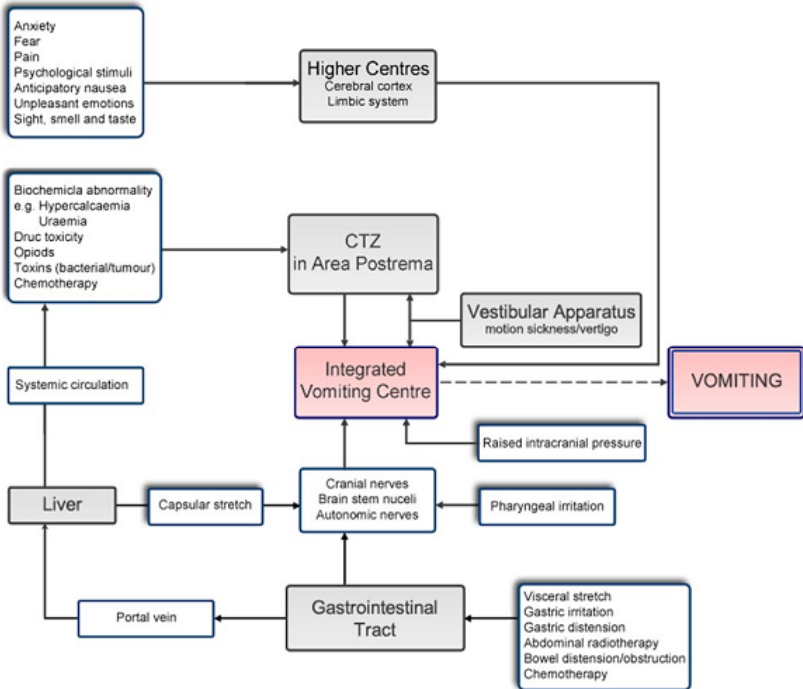 Anxiety
Fear
Pain
Psychological stimuli
Anticipatory nausea
Unpleasant emotions
Sight, smell and taste
Higher Centres
Cerebral cortex
Limbic system
Biochemicla abnormality
e.g. Hypercalcaemia
Uraemia
Druc toxicity
Opiods
Toxins (bacterial/tumour)
Chemotherapy
CTZ
in Area Postrema
Vestibular Apparatus
motion sickness/vertigo
Systemic circulation
Integrated
Vomiting Centre
VOMITING
Raised intracranial pressure
Liver
Capsular stretch
Cranial nerves
Brain stem nuceli
Autonomic nerves
Pharyngeal irritation
Portal vein
Gastrointestinal
Tract
Visceral stretch
Gastric irritation
Gastric distension
Abdominal radiotherapy
Bowel distension/obstruction
Chemotherapy